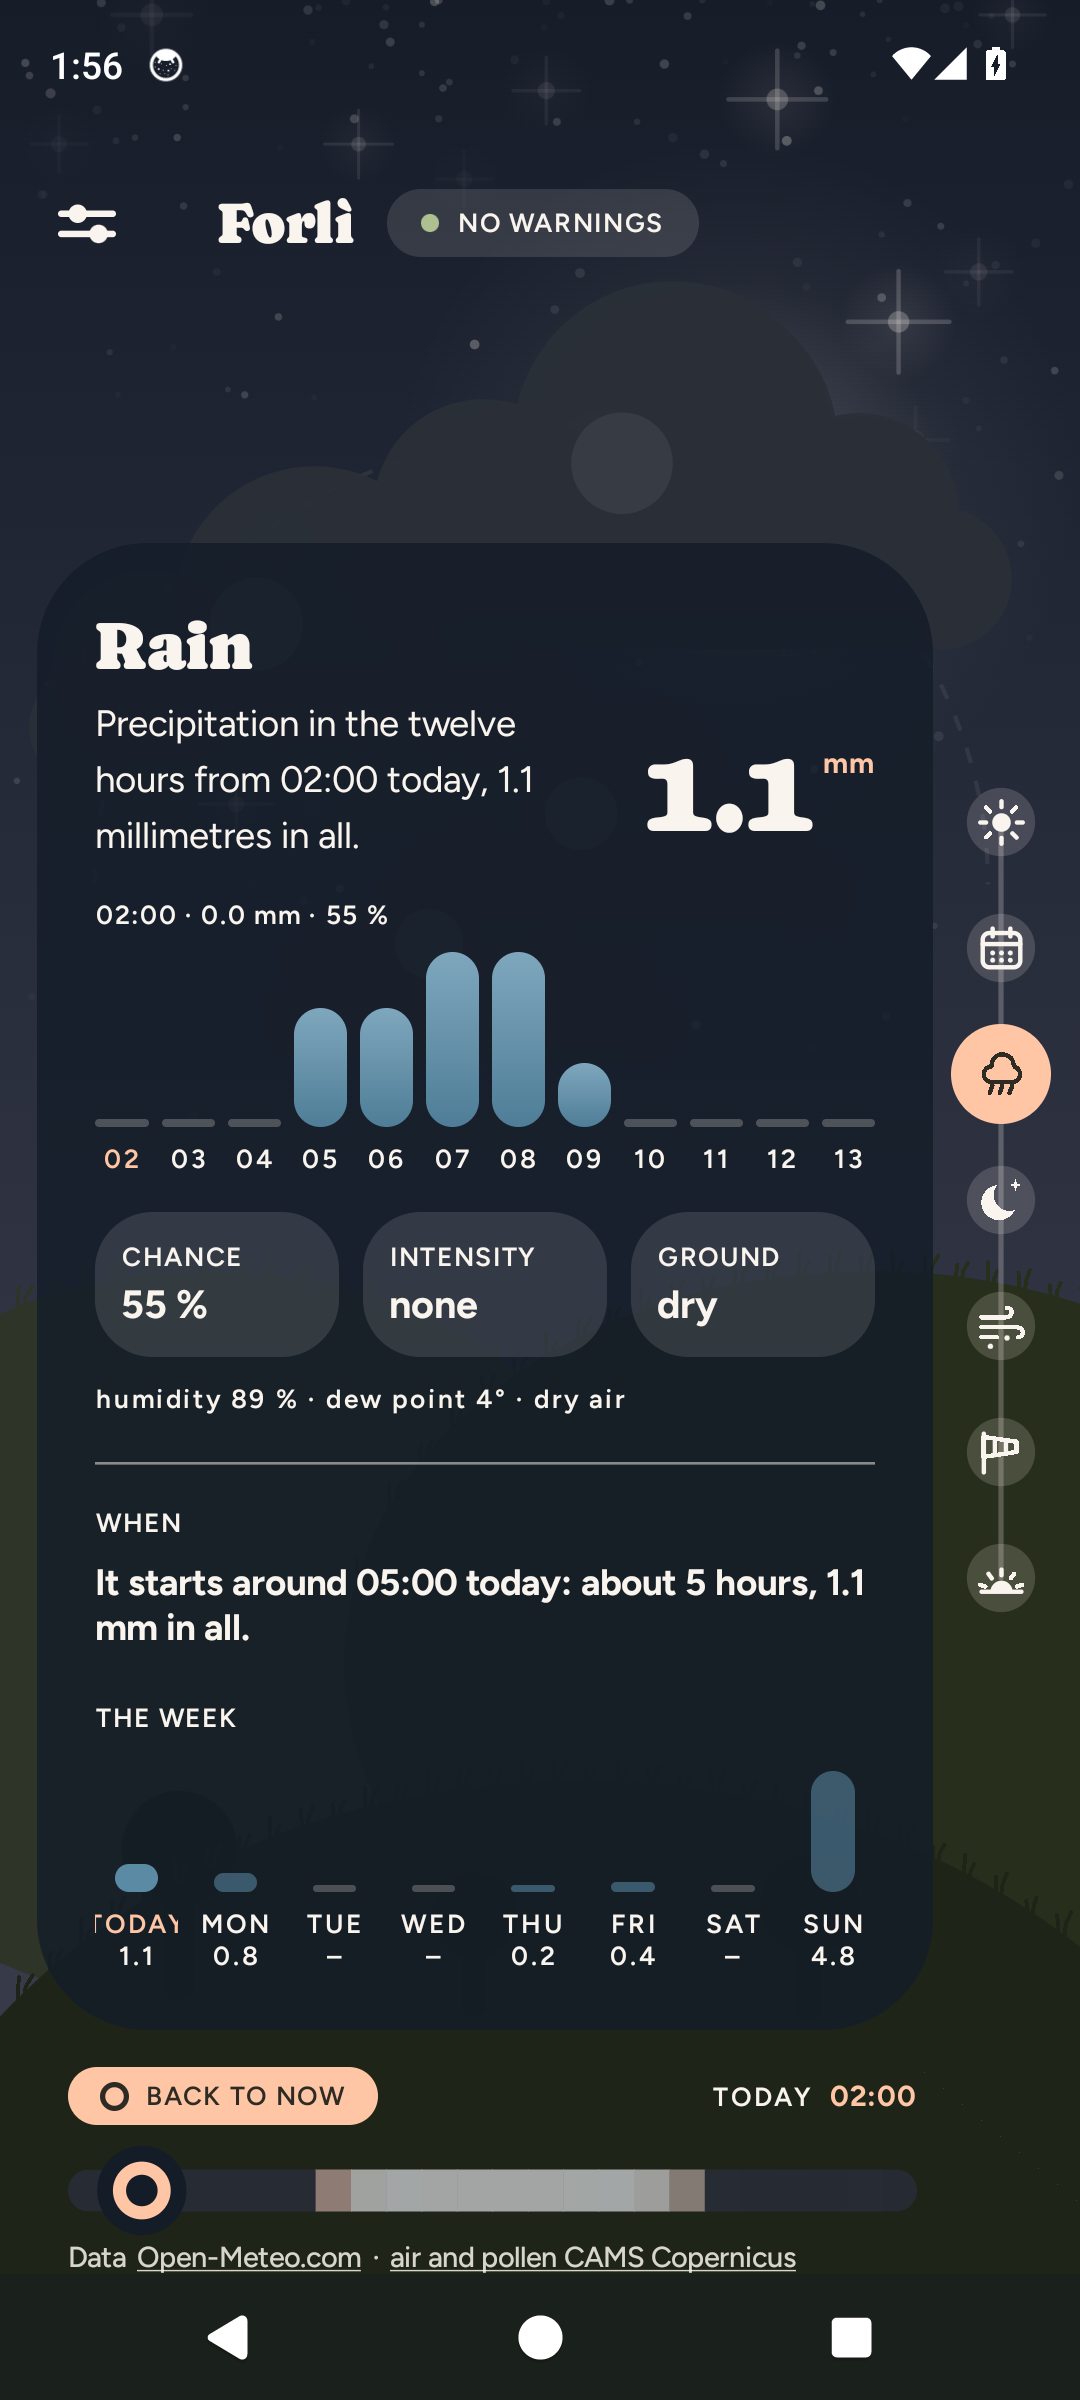 1:56
Forlì
NO WARNINGS
Rain
Precipitation in the twelve
hours from 02:00 today, 1.1
millimetres in all.
1.1 mm
02:00 · 0.0 mm · 55 %
02 03 04 05 06 07 08 09 10 11 12 13
CHANCE
55 %
INTENSITY
none
GROUND
dry
humidity 89 % · dew point 4° · dry air
WHEN
It starts around 05:00 today: about 5 hours, 1.1
mm in all.
THE WEEK
TODAY MON TUE WED THU FRI SAT SUN
1.1 0.8 – – 0.2 0.4 – 4.8
BACK TO NOW
TODAY 02:00
Data Open-Meteo.com · air and pollen CAMS Copernicus